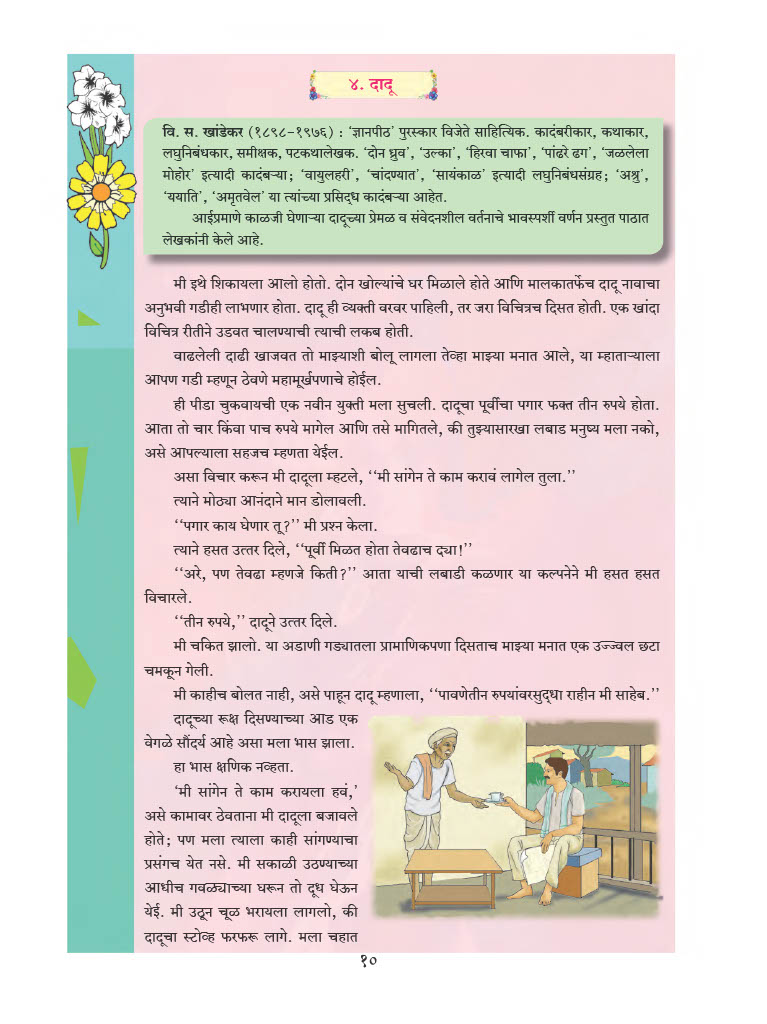 ४. दादू
वि. स. खांडेकर (१८९८-१९७६) : ‘ज्ञानपीठ’ पुरस्कार विजेते साहित्यिक. कादंबरीकार, कथाकार,
लघुनिबंधकार, समीक्षक, पटकथालेखक. ‘दोन ध्रुव’, ‘उल्का’, ‘हिरवा चाफा’, ‘पांढरे ढग’, ‘जळलेला
मोहोर’ इत्यादी कादंबऱ्या; ‘वायुलहरी’, ‘चांदण्यात’, ‘सायंकाळ’ इत्यादी लघुनिबंधसंग्रह; ‘अश्रु’,
‘ययाति’, ‘अमृतवेल’ या त्यांच्या प्रसिद्ध कादंबऱ्या आहेत.
आईप्रमाणे काळजी घेणाऱ्या दादूच्या प्रेमळ व संवेदनशील वर्तनाचे भावस्पर्शी वर्णन प्रस्तुत पाठात
लेखकांनी केले आहे.
मी इथे शिकायला आलो होतो. दोन खोल्यांचे घर मिळाले होते आणि मालकातर्फेच दादू नावाचा
अनुभवी गडीही लाभणार होता. दादू ही व्यक्ती वरवर पाहिली, तर जरा विचित्रच दिसत होती. एक खांदा
विचित्र रीतीने उडवत चालण्याची त्याची लकब होती.
वाढलेली दाढी खाजवत तो माझ्याशी बोलू लागला तेव्हा माझ्या मनात आले, या म्हाताऱ्याला
आपण गडी म्हणून ठेवणे महामूर्खपणाचे होईल.
ही पीडा चुकवायची एक नवीन युक्ती मला सुचली. दादूचा पूर्वीचा पगार फक्त तीन रुपये होता.
आता तो चार किंवा पाच रुपये मागेल आणि तसे मागितले, की तुझ्यासारखा लबाड मनुष्य मला नको,
असे आपल्याला सहजच म्हणता येईल.
असा विचार करून मी दादूला म्हटले, ‘‘मी सांगेन ते काम करावं लागेल तुला.’’
त्याने मोठ्या आनंदाने मान डोलावली.
‘‘पगार काय घेणार तू?’’ मी प्रश्न केला.
त्याने हसत उत्तर दिले, ‘‘पूर्वी मिळत होता तेवढाच द्या!’’
‘‘अरे, पण तेवढा म्हणजे किती?’’ आता याची लबाडी कळणार या कल्पनेने मी हसत हसत
विचारले.
‘‘तीन रुपये,’’ दादूने उत्तर दिले.
मी चकित झालो. या अडाणी गड्यातला प्रामाणिकपणा दिसताच माझ्या मनात एक उज्ज्वल छटा
चमकून गेली.
मी काहीच बोलत नाही, असे पाहून दादू म्हणाला, ‘‘पावणेतीन रुपयांवरसुद्धा राहीन मी साहेब.’’
दादूच्या रूक्ष दिसण्याच्या आड एक
वेगळे सौंदर्य आहे असा मला भास झाला.
हा भास क्षणिक नव्हता.
‘मी सांगेन ते काम करायला हवं,’
असे कामावर ठेवताना मी दादूला बजावले
होते; पण मला त्याला काही सांगण्याचा
प्रसंगच येत नसे. मी सकाळी उठण्याच्या
आधीच गवळ्याच्या घरून तो दूध घेऊन
येई. मी उठून चूळ भरायला लागलो, की
दादूचा स्टोव्ह फरफरू लागे. मला चहात
१०